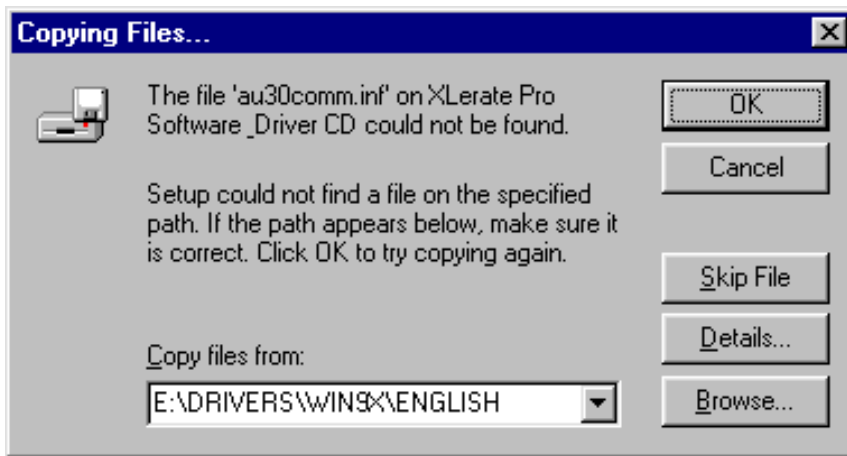 Copying Files...
The file 'au30comm.inf' on XLerate Pro
Software _Driver CD could not be found.
OK
Cancel
Setup could not find a file on the specified
path. If the path appears below, make sure it
is correct. Click OK to try copying again.
Skip File
Details...
Copy files from:
E:\DRIVERS\WIN9X\ENGLISH
Browse...